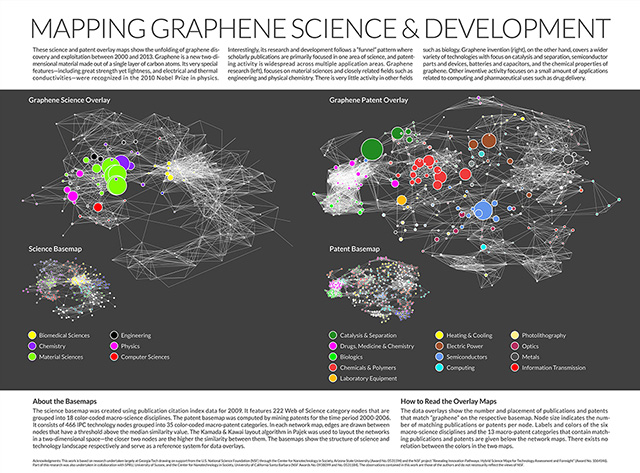 MAPPING GRAPHENE SCIENCE & DEVELOPMENT
These science and patent overlay maps show the unfolding of graphene dis-
covery and exploitation between 2000 and 2013. Graphene is a new two-di-
mensional material made out of a single layer of carbon atoms. Its very special
features—including great strength yet lightness, and electrical and thermal
conductivities—were recognized in the 2010 Nobel Prize in physics.
Interestingly, its research and development follows a "funnel" pattern where
scholarly publications are primarily focused in one area of science, and patent-
ing activity is widespread across multiple application areas. Graphene
research (left), focuses on material sciences and closely related fields such as
engineering and physical chemistry. There is very little activity in other fields
such as biology. Graphene invention (right), on the other hand, covers a wider
variety of technologies with focus on catalysis and separation, semiconductor
parts and devices, batteries and capacitors, and the chemical properties of
graphene. Other inventive activity focuses on a small amount of applications
related to computing and pharmaceutical uses such as drug delivery.
Graphene Science Overlay
Graphene Patent Overlay
Science Basemap
Patent Basemap
Biomedical Sciences
Chemistry
Material Sciences
Engineering
Physics
Computer Sciences
Catalysis & Separation
Drugs, Medicine & Chemistry
Biologics
Chemicals & Polymers
Laboratory Equipment
Heating & Cooling
Electric Power
Semiconductors
Computing
Photolithography
Optics
Metals
Information Transmission
About the Basemaps
The science basemap was created using publication citation index data for 2009. It features 222 Web of Science category nodes that are
grouped into 18 color-coded macro-science disciplines. The patent basemap was computed by mining patents for the time period 2000-2006.
It consists of 466 IPC technology nodes grouped into 35 color-coded macro-patent categories. In each network map, edges are drawn between
nodes that have a threshold above the median similarity value. The Kamada & Kawai layout algorithm in Pajek was used to layout the networks
in a two-dimensional space—the closer two nodes are the higher the similarity between them. The basemaps show the structure of science and
technology landscape respectively and serve as a reference system for data overlays.
How to Read the Overlay Maps
The data overlays show the number and placement of publications and patents
that match "graphene" on the respective basemap. Node size indicates the num-
ber of matching publications or patents per node. Labels and colors of the six
macro-science disciplines and the 13 macro-patent categories that contain match-
ing publications and patents are given below the network maps. There exists no
relation between the colors in the two maps.